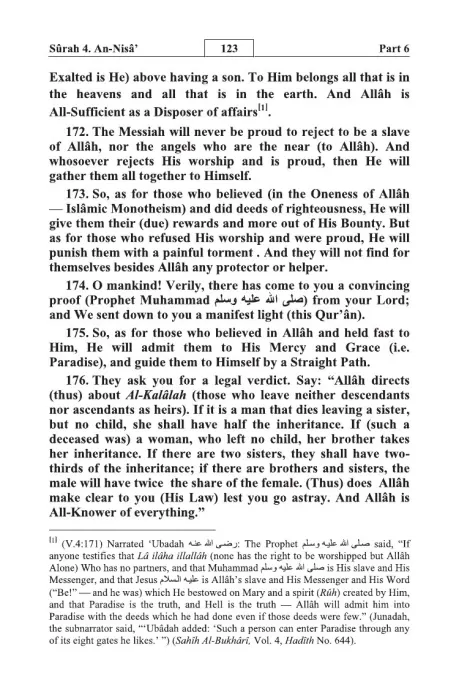 Sûrah 4. An-Nisâ’ 123 Part 6
Exalted is He) above having a son. To Him belongs all that is in
the heavens and all that is in the earth. And Allâh is
All-Sufficient as a Disposer of affairs[1].
172. The Messiah will never be proud to reject to be a slave
of Allâh, nor the angels who are the near (to Allâh). And
whosoever rejects His worship and is proud, then He will
gather them all together to Himself.
173. So, as for those who believed (in the Oneness of Allâh
— Islâmic Monotheism) and did deeds of righteousness, He will
give them their (due) rewards and more out of His Bounty. But
as for those who refused His worship and were proud, He will
punish them with a painful torment . And they will not find for
themselves besides Allâh any protector or helper.
174. O mankind! Verily, there has come to you a convincing
proof (Prophet Muhammad صلى الله عليه وسلم) from your Lord;
and We sent down to you a manifest light (this Qur’ân).
175. So, as for those who believed in Allâh and held fast to
Him, He will admit them to His Mercy and Grace (i.e.
Paradise), and guide them to Himself by a Straight Path.
176. They ask you for a legal verdict. Say: “Allâh directs
(thus) about Al-Kalâlah (those who leave neither descendants
nor ascendants as heirs). If it is a man that dies leaving a sister,
but no child, she shall have half the inheritance. If (such a
deceased was) a woman, who left no child, her brother takes
her inheritance. If there are two sisters, they shall have two-
thirds of the inheritance; if there are brothers and sisters, the
male will have twice the share of the female. (Thus) does Allâh
make clear to you (His Law) lest you go astray. And Allâh is
All-Knower of everything.”
[1] (V.4:171) Narrated ‘Ubadah رضى الله عنه: The Prophet صلى الله عليه وسلم said, “If
anyone testifies that Lâ ilâha illallâh (none has the right to be worshipped but Allâh
Alone) Who has no partners, and that Muhammad صلى الله عليه وسلم is His slave and His
Messenger, and that Jesus عليه السلام is Allâh’s slave and His Messenger and His Word
(“Be!” — and he was) which He bestowed on Mary and a spirit (Rûh) created by Him,
and that Paradise is the truth, and Hell is the truth — Allâh will admit him into
Paradise with the deeds which he had done even if those deeds were few.” (Junadah,
the subnarrator said, “‘Ubâdah added: ‘Such a person can enter Paradise through any
of its eight gates he likes.’ ”) (Sahîh Al-Bukhârî, Vol. 4, Hadîth No. 644).